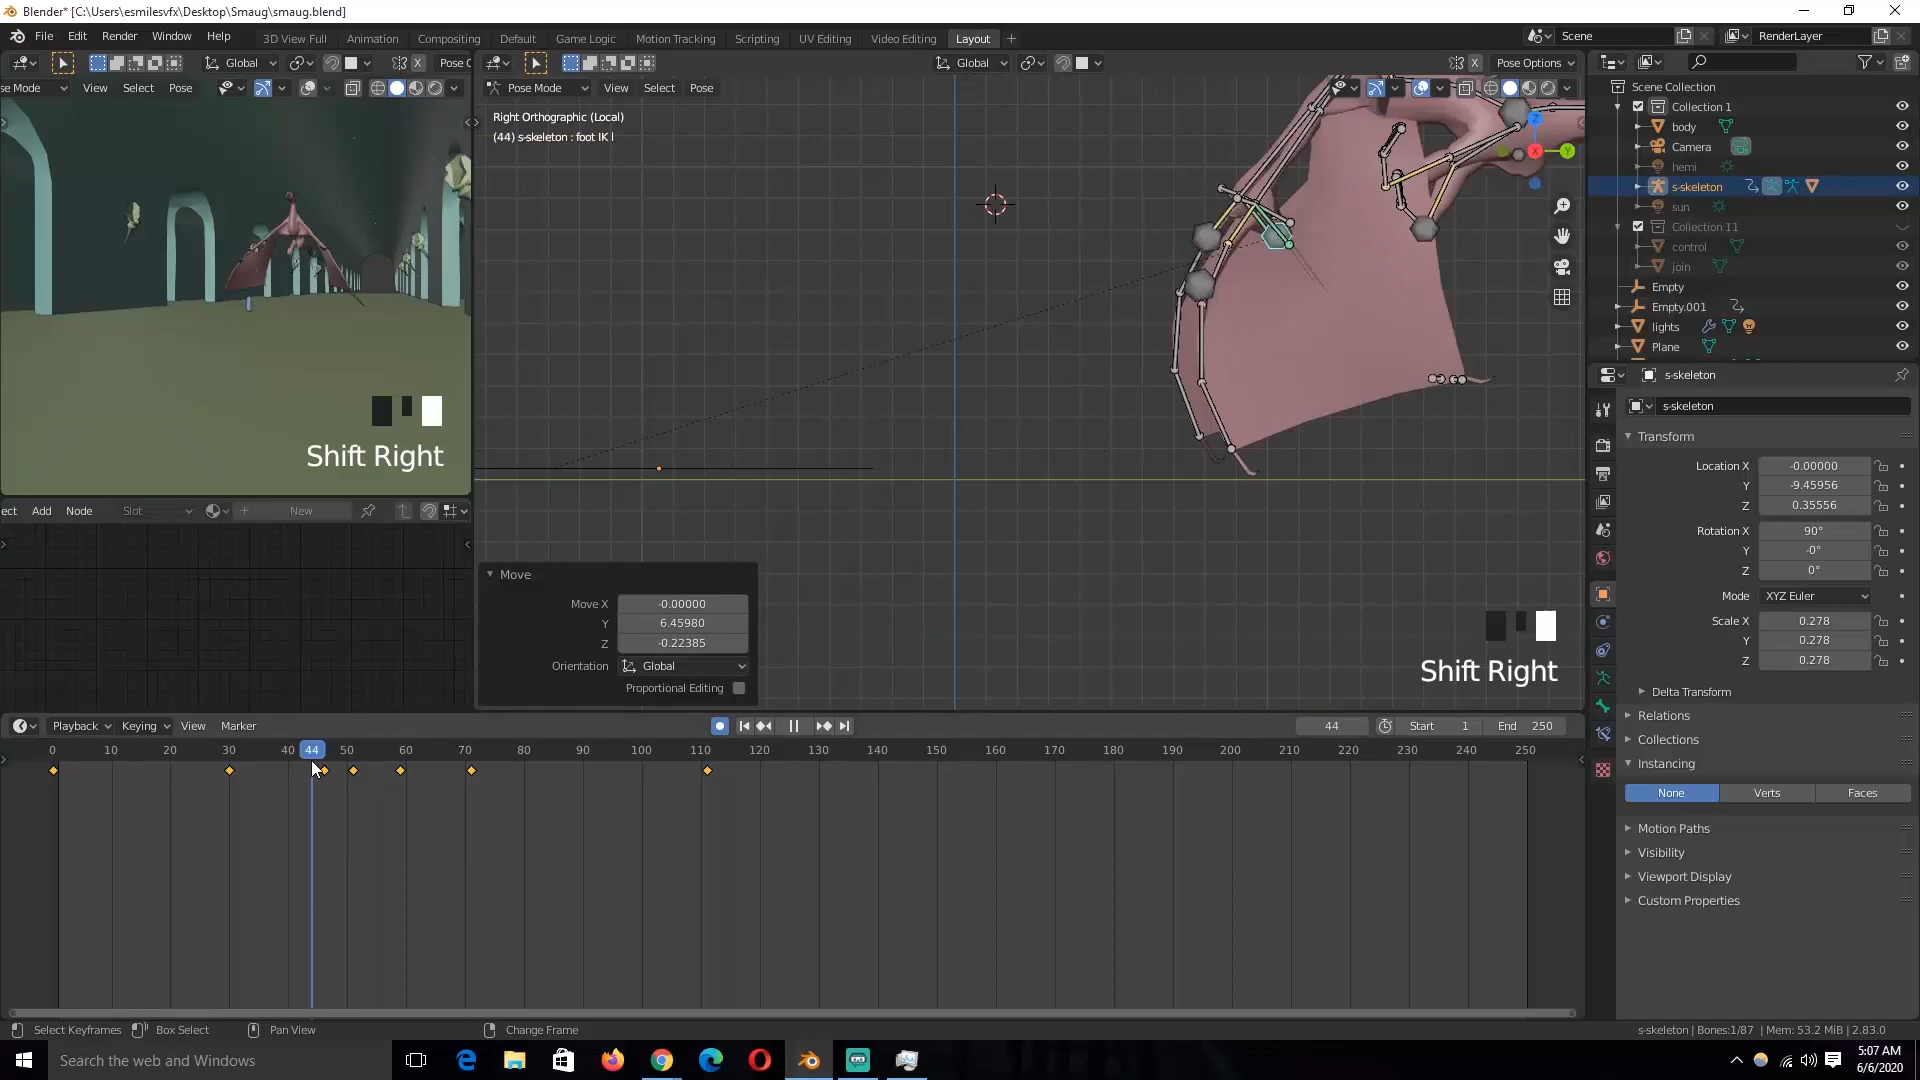 Blender* [C:\Users\esmilesvfx\Desktop\Smaug\smaug.blend]
File Edit Render Window Help 3D View Full Animation Compositing Default Game Logic Motion Tracking Scripting UV Editing Video Editing Layout Scene RenderLayer
Global X Pose O Global X Pose Options
se Mode View Select Pose Pose Mode View Select Pose Scene Collection
Right Orthographic (Local) Collection 1
(44) s-skeleton : foot IK l body
Z X Y
Camera
hemi
s-skeleton
sun
Collection 11
control
join
Empty
Empty.001
lights
Plane
s-skeleton
s-skeleton
Transform
Location X -0.00000
Y -9.45956
Z 0.35556
Rotation X 90°
Y -0°
Z 0°
Mode XYZ Euler
Scale X 0.278
Y 0.278
Z 0.278
Delta Transform
Relations
Collections
Instancing
None Verts Faces
Motion Paths
Visibility
Viewport Display
Custom Properties
Shift Right
ect Add Node Slot New
Move
Move X -0.00000
Y 6.45980
Z -0.22385
Orientation Global
Proportional Editing
Shift Right
Playback Keying View Marker 44 Start 1 End 250
0 10 20 30 40 44 50 60 70 80 90 100 110 120 130 140 150 160 170 180 190 200 210 220 230 240 250
Select Keyframes Box Select Pan View Change Frame s-skeleton | Bones:1/87 | Mem: 53.2 MiB | 2.83.0
Search the web and Windows
5:07 AM
6/6/2020